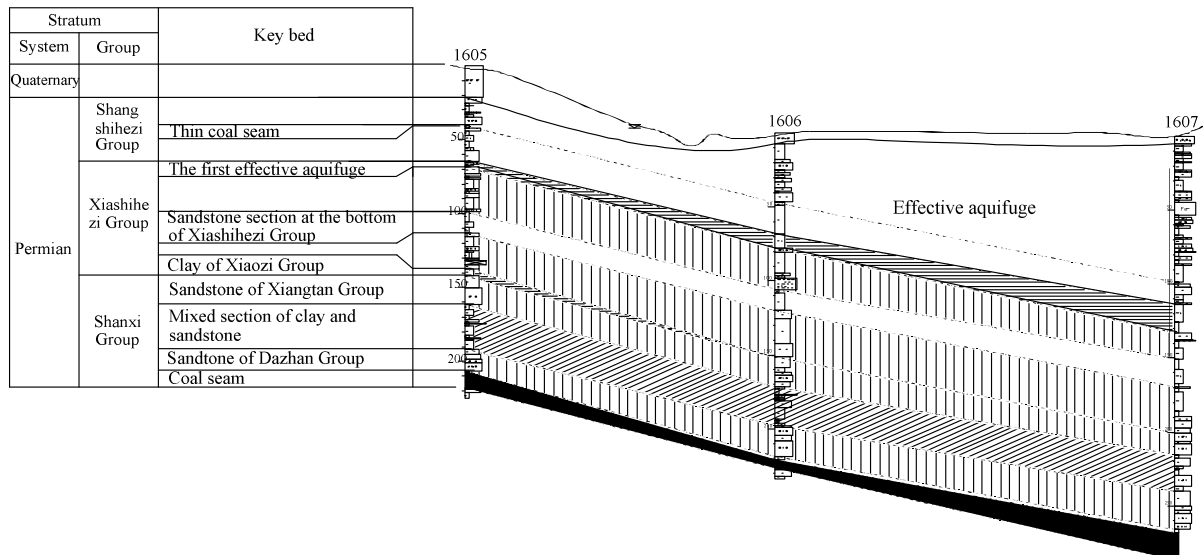 Stratum
System
Group
Key bed
1605
Quaternary
Permian
Shang
shihezi
Group
Thin coal seam
50
1606
1607
The first effective aquifuge
Xiashihe
zi Group
Sandstone section at the bottom
of Xiashihezi Group
100
Effective aquifuge
Clay of Xiaozi Group
Sandstone of Xiangtan Group
150
Shanxi
Group
Mixed section of clay and
sandstone
Sandtone of Dazhan Group
200
Coal seam